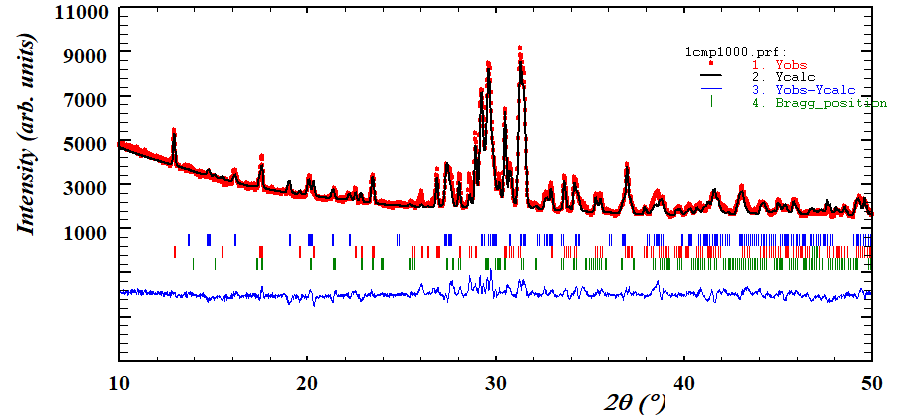 11000
9000
7000
5000
3000
1000
Intensity (arb. units)
1cmp1000.prf:
1. Yobs
2. Ycalc
3. Yobs-Ycalc
4. Bragg_position
10
20
30
40
50
2θ (°)